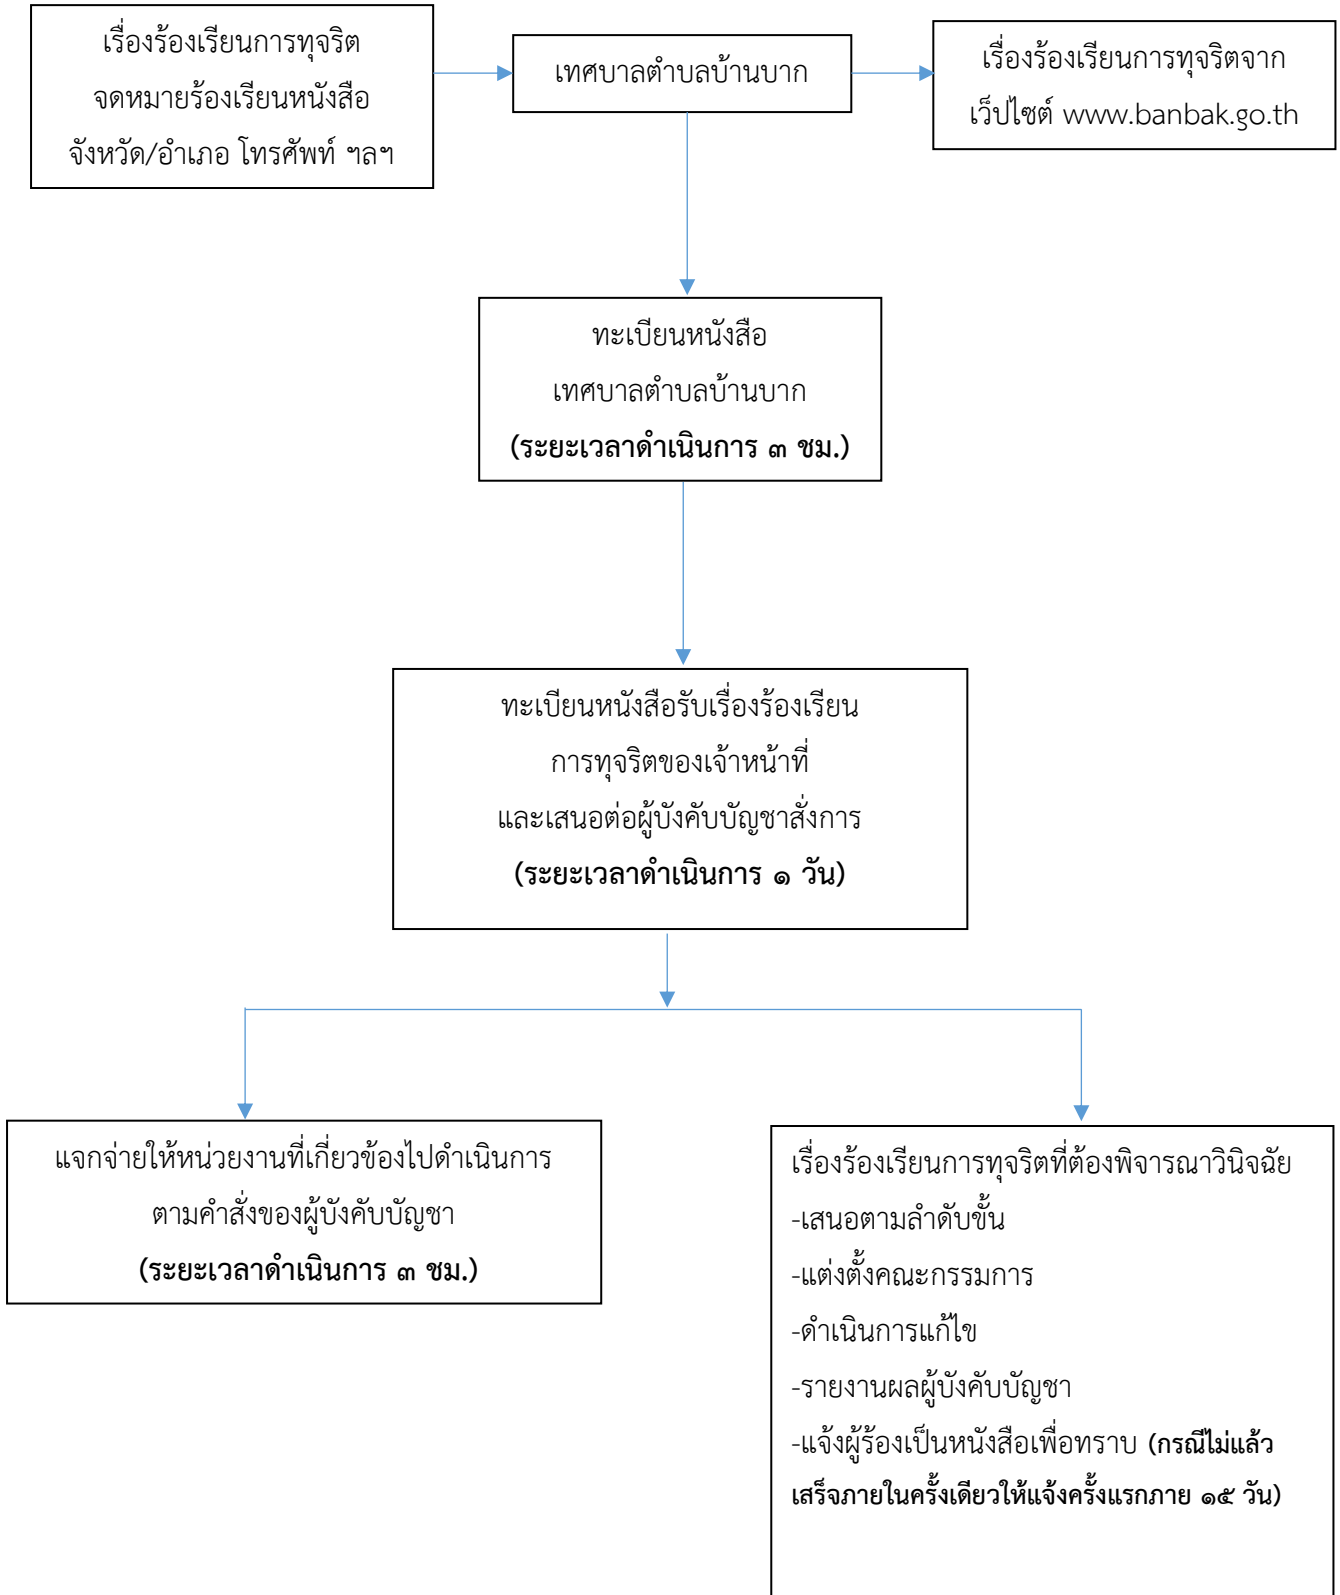 เรื่องร้องเรียนการทุจริต
จดหมายร้องเรียนหนังสือ
จังหวัด/อำเภอ โทรศัพท์ ฯลฯ
เทศบาลตำบลบ้านบาก
เรื่องร้องเรียนการทุจริตจาก
เว็ปไซต์ www.banbak.go.th
ทะเบียนหนังสือ
เทศบาลตำบลบ้านบาก
(ระยะเวลาดำเนินการ ๓ ชม.)
ทะเบียนหนังสือรับเรื่องร้องเรียน
การทุจริตของเจ้าหน้าที่
และเสนอต่อผู้บังคับบัญชาสั่งการ
(ระยะเวลาดำเนินการ ๑ วัน)
แจกจ่ายให้หน่วยงานที่เกี่ยวข้องไปดำเนินการ
ตามคำสั่งของผู้บังคับบัญชา
(ระยะเวลาดำเนินการ ๓ ชม.)
เรื่องร้องเรียนการทุจริตที่ต้องพิจารณาวินิจฉัย
-เสนอตามลำดับขั้น
-แต่งตั้งคณะกรรมการ
-ดำเนินการแก้ไข
-รายงานผลผู้บังคับบัญชา
-แจ้งผู้ร้องเป็นหนังสือเพื่อทราบ (กรณีไม่แล้ว
เสร็จภายในครั้งเดียวให้แจ้งครั้งแรกภาย ๑๕ วัน)